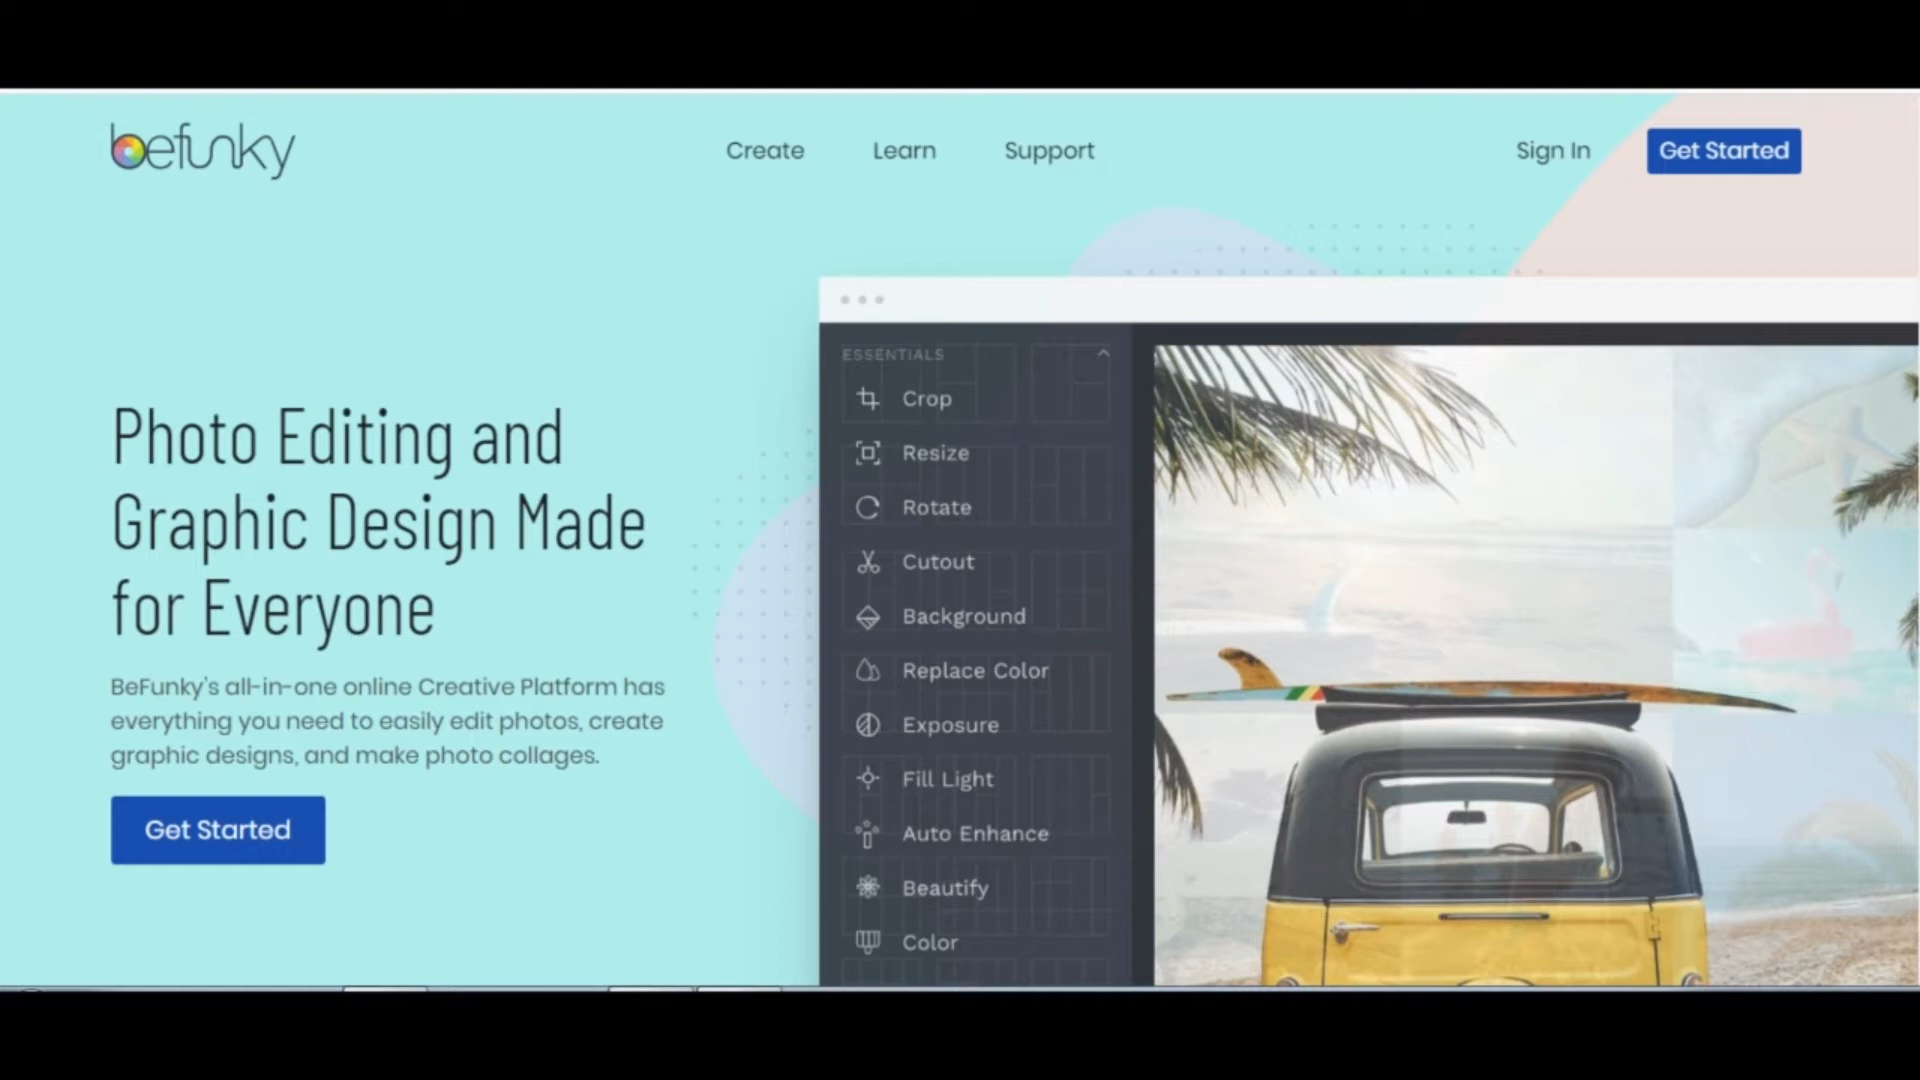 befunky
Create
Learn
Support
Sign In
Get Started
Photo Editing and
Graphic Design Made
for Everyone
BeFunky's all-in-one online Creative Platform has
everything you need to easily edit photos, create
graphic designs, and make photo collages.
Get Started
ESSENTIALS
Crop
Resize
Rotate
Cutout
Background
Replace Color
Exposure
Fill Light
Auto Enhance
Beautify
Color